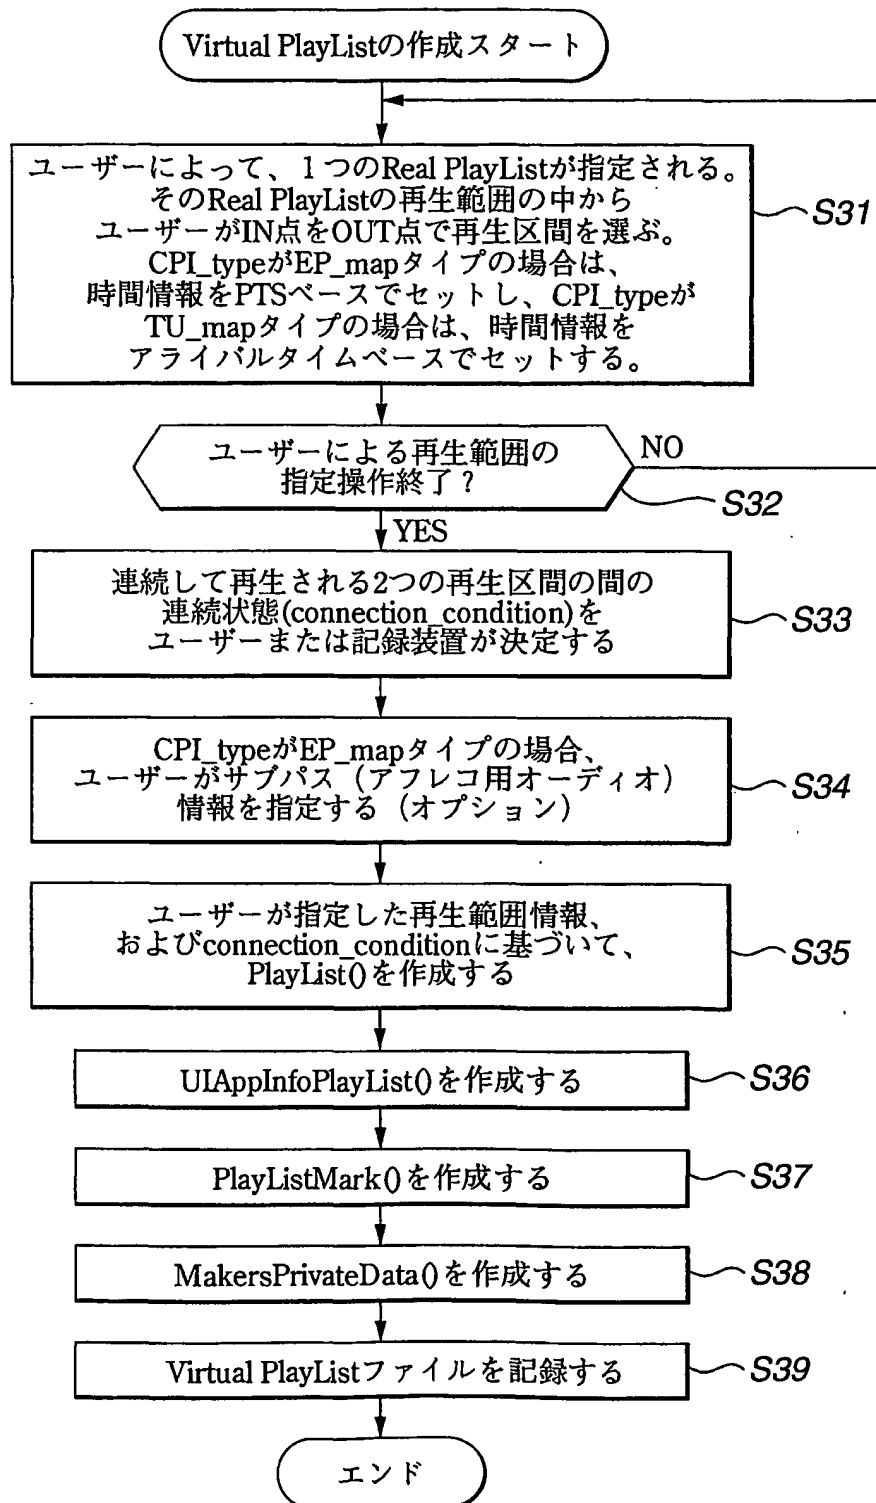 Virtual PlayListの作成スタート
ユーザーによって、1つのReal PlayListが指定される。
そのReal PlayListの再生範囲の中から
ユーザーがIN点をOUT点で再生区間を選ぶ。
CPI_typeがEP_mapタイプの場合は、
時間情報をPTSベースでセットし、CPI_typeが
TU_mapタイプの場合は、時間情報を
アライバルタイムベースでセットする。
S31
ユーザーによる再生範囲の
指定操作終了？
NO
S32
YES
連続して再生される2つの再生区間の間の
連続状態(connection_condition)を
ユーザーまたは記録装置が決定する
S33
CPI_typeがEP_mapタイプの場合、
ユーザーがサブパス（アフレコ用オーディオ）
情報を指定する（オプション）
S34
ユーザーが指定した再生範囲情報、
およびconnection_conditionに基づいて、
PlayList()を作成する
S35
UIAppInfoPlayList()を作成する
S36
PlayListMark()を作成する
S37
MakersPrivateData()を作成する
S38
Virtual PlayListファイルを記録する
S39
エンド